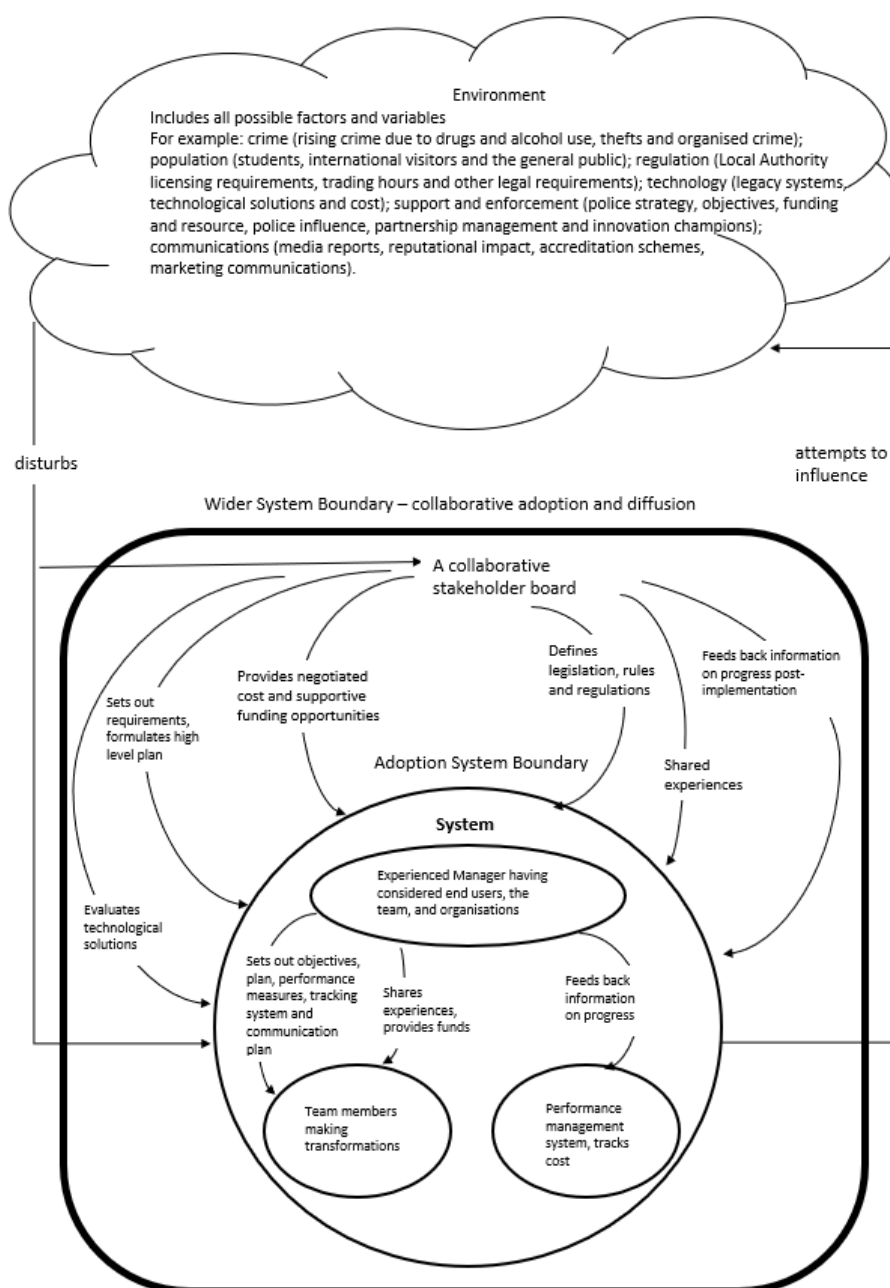 Environment
Includes all possible factors and variables
For example: crime (rising crime due to drugs and alcohol use, thefts and organised crime);
population (students, international visitors and the general public); regulation (Local Authority
licensing requirements, trading hours and other legal requirements); technology (legacy systems,
technological solutions and cost); support and enforcement (police strategy, objectives, funding
and resource, police influence, partnership management and innovation champions);
communications (media reports, reputational impact, accreditation schemes,
marketing communications).
disturbs
attempts to
influence
Wider System Boundary – collaborative adoption and diffusion
A collaborative
stakeholder board
Sets out
requirements,
formulates high
level plan
Provides negotiated
cost and supportive
funding opportunities
Defines
legislation, rules
and regulations
Feeds back information
on progress post-
implementation
Shared
experiences
Evaluates
technological
solutions
Adoption System Boundary
System
Experienced Manager having
considered end users, the
team, and organisations
Sets out objectives,
plan, performance
measures, tracking
system and
communication
plan
Shares
experiences,
provides funds
Feeds back
information
on progress
Team members
making
transformations
Performance
management
system, tracks
cost